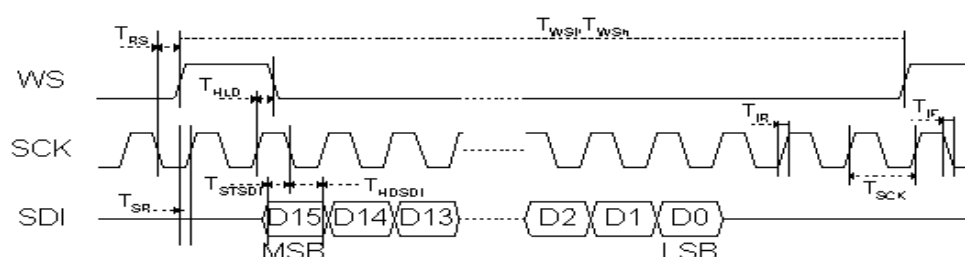 T_WSl, T_WSh
T_RS
WS
T_HLD
T_IR
T_IF
SCK
T_STSDI
T_HDSDI
T_SCK
T_SR
SDI
D15 D14 D13 D2 D1 D0
MSB LSB